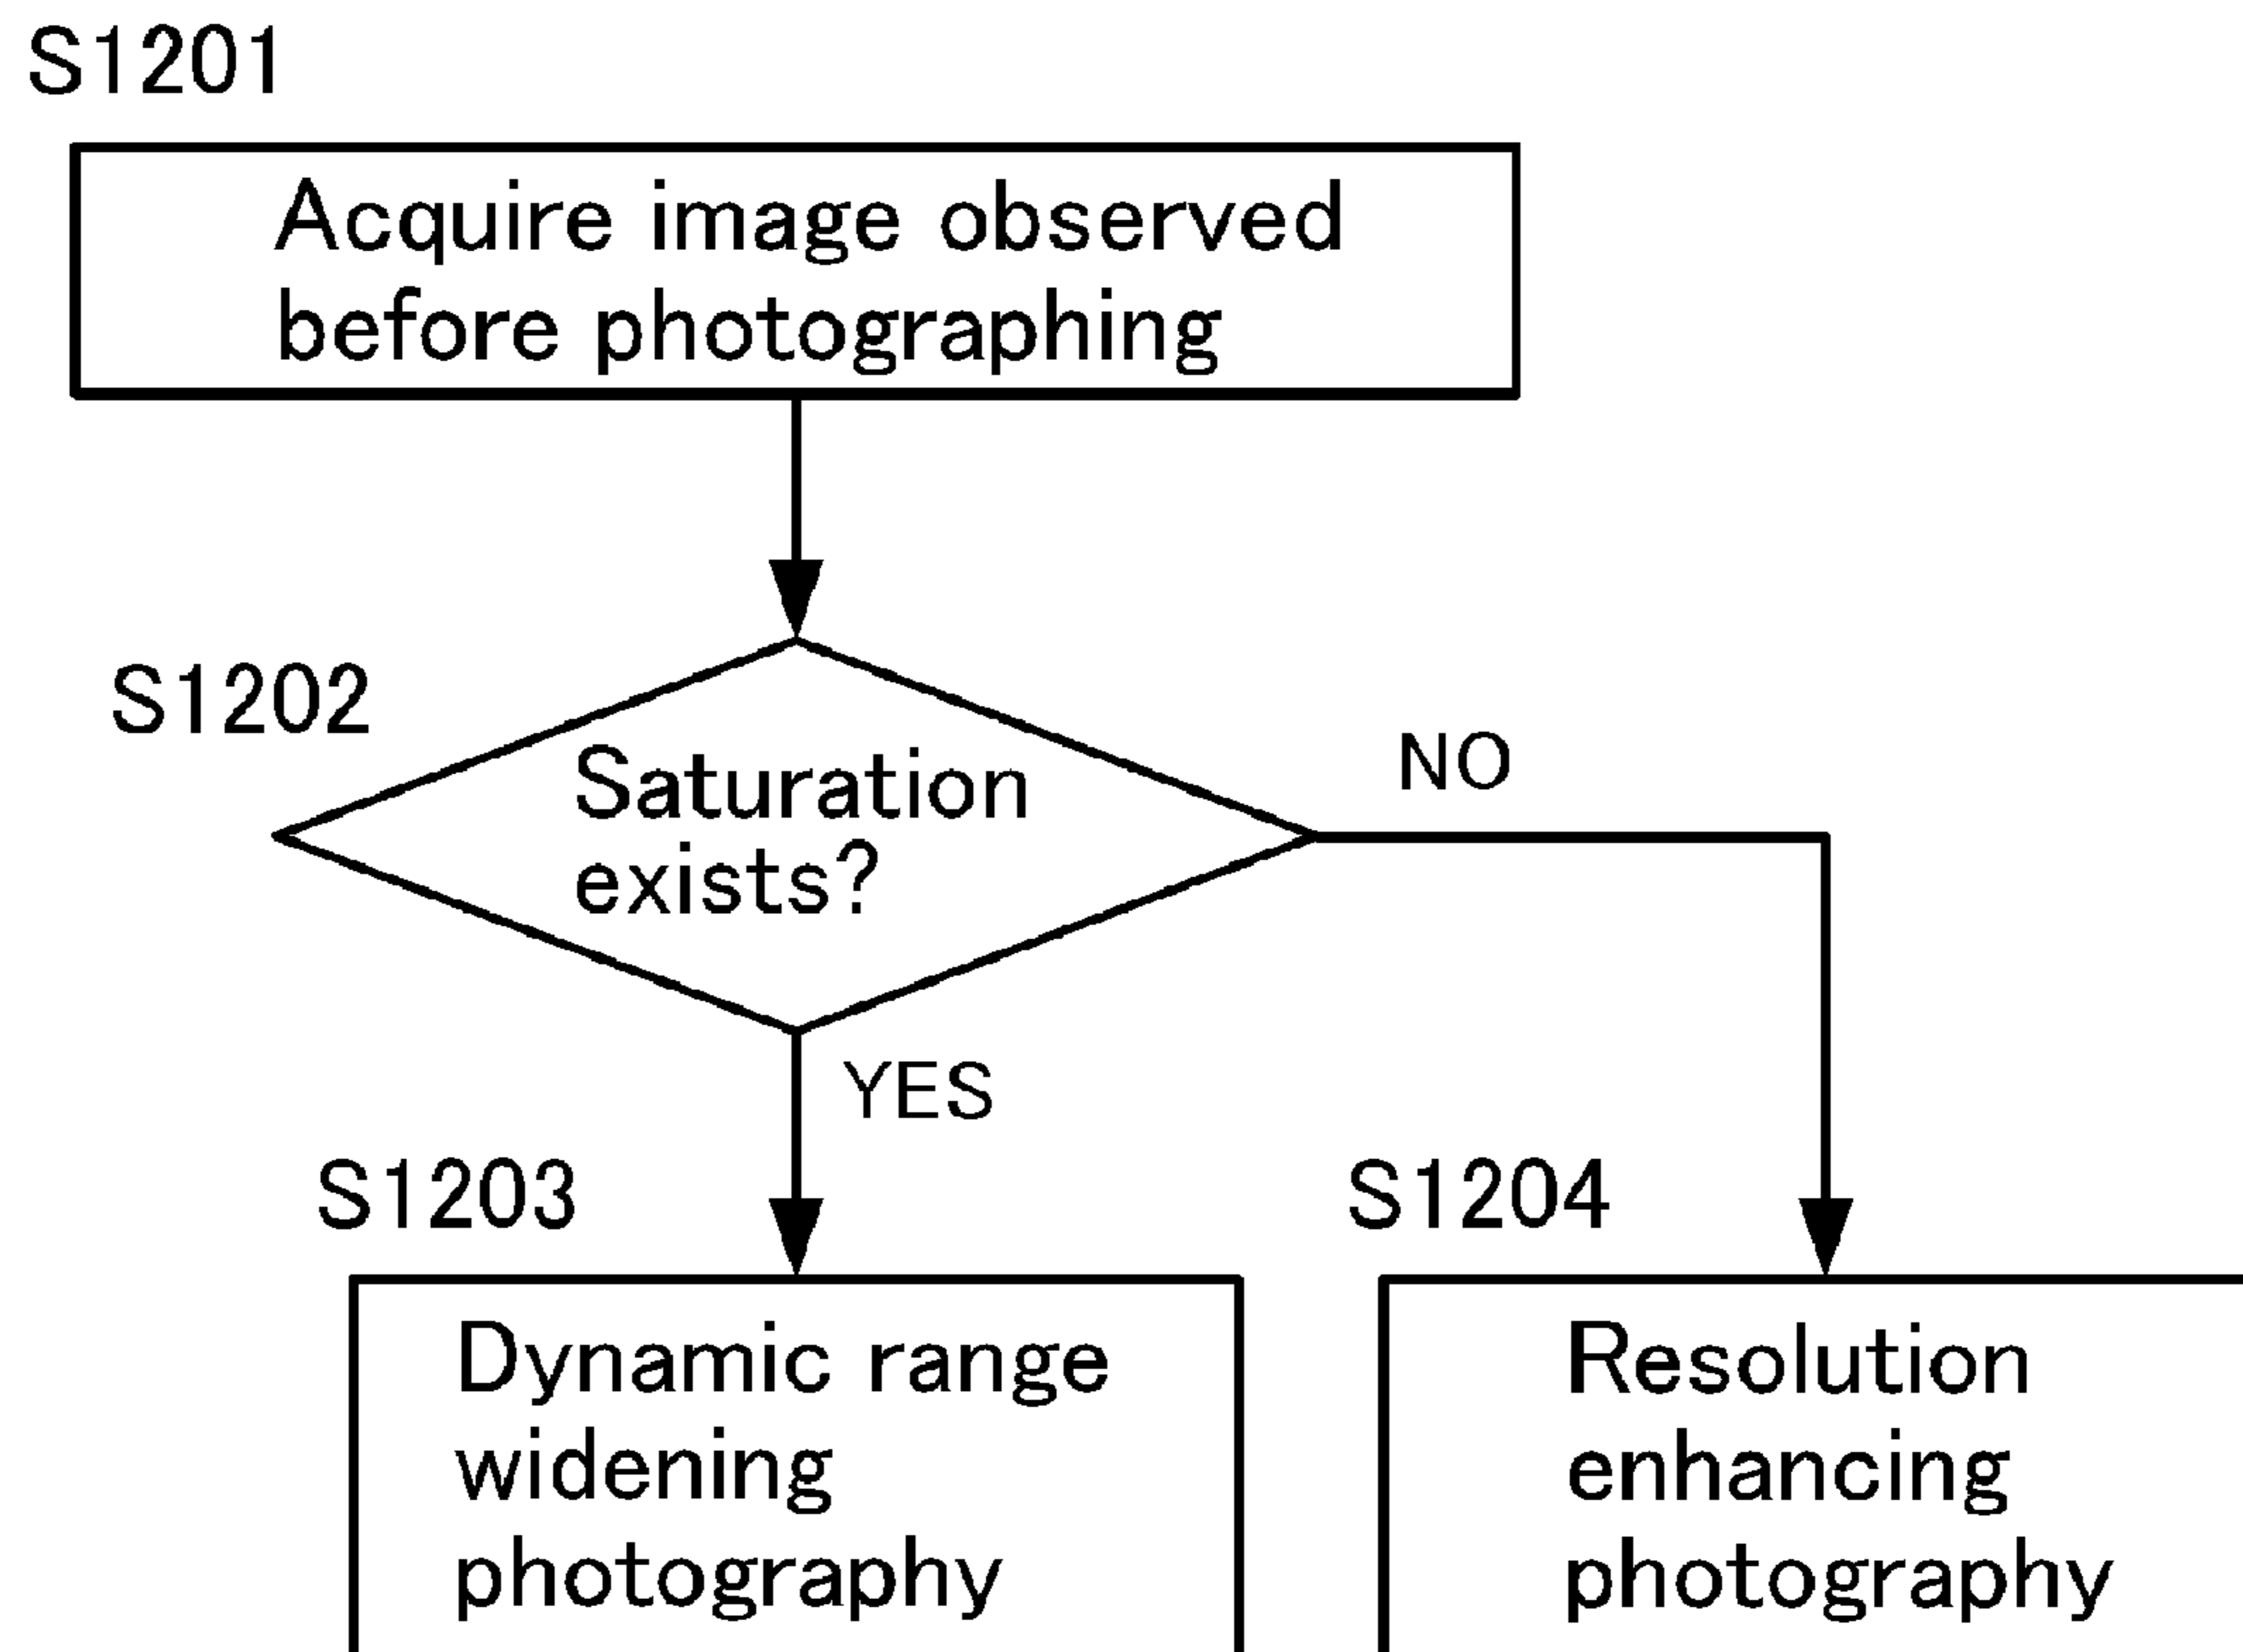 S1201
Acquire image observed
before photographing
S1202
Saturation
exists?
NO
YES
S1203
Dynamic range
widening
photography
S1204
Resolution
enhancing
photography